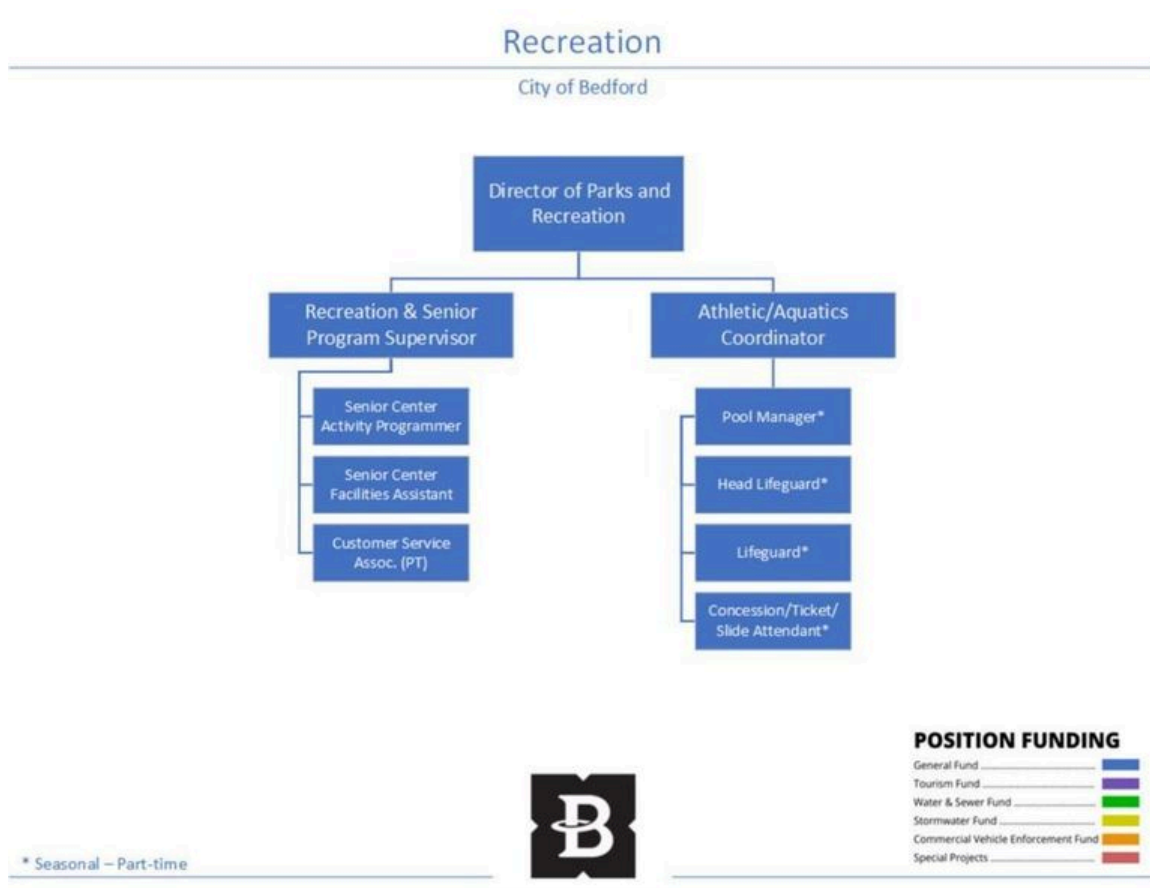 Recreation
City of Bedford
Director of Parks and
Recreation
Recreation & Senior
Program Supervisor
Athletic/Aquatics
Coordinator
Senior Center
Activity Programmer
Senior Center
Facilities Assistant
Customer Service
Assoc. (PT)
Pool Manager*
Head Lifeguard*
Lifeguard*
Concession/Ticket/
Slide Attendant*
POSITION FUNDING
General Fund
Tourism Fund
Water & Sewer Fund
Stormwater Fund
Commercial Vehicle Enforcement Fund
Special Projects
B
* Seasonal – Part-time